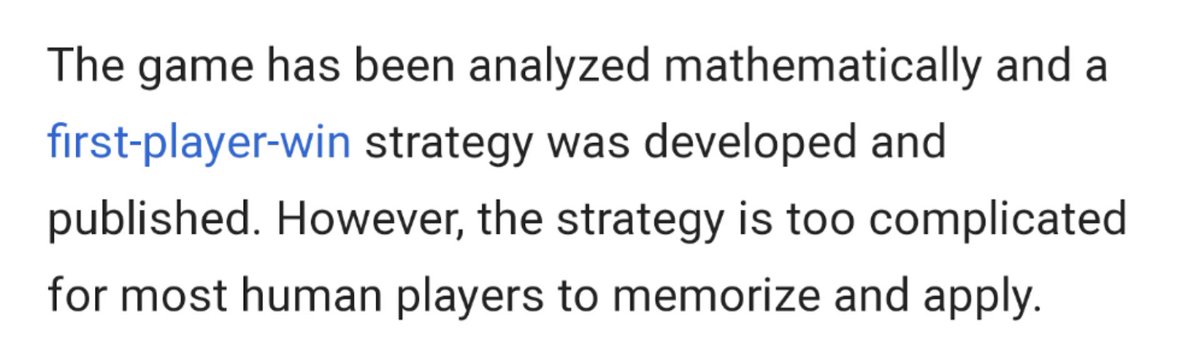 The game has been analyzed mathematically and a
first-player-win strategy was developed and
published. However, the strategy is too complicated
for most human players to memorize and apply.